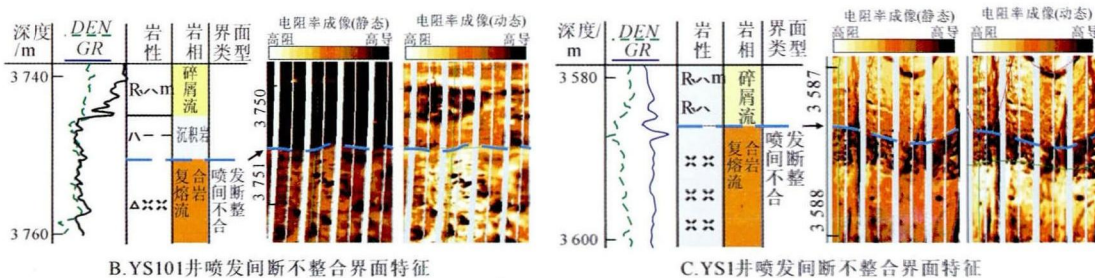 深度/m
DEN
GR
岩性
岩相
界面类型
电阻率成像(静态)
高阻 高导
电阻率成像(动态)
3 740
3 760
碎屑流
沉积岩
复合熔岩流
喷发间断不整合
3 750
3 751
B.YS101井喷发间断不整合界面特征
深度/m
DEN
GR
岩性
岩相
界面类型
电阻率成像(静态)
高阻 高导
电阻率成像(动态)
高阻 高导
3 580
3 600
碎屑流
复合熔岩流
喷发间断不整合
3 587
3 588
C.YS1井喷发间断不整合界面特征